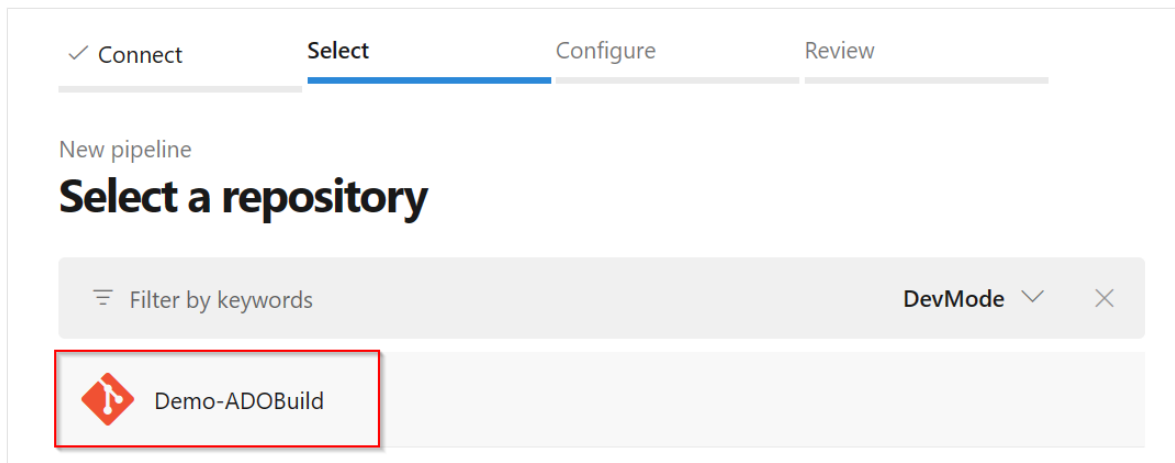 Connect Select Configure Review
New pipeline
Select a repository
Filter by keywords DevMode
Demo-ADOBuild